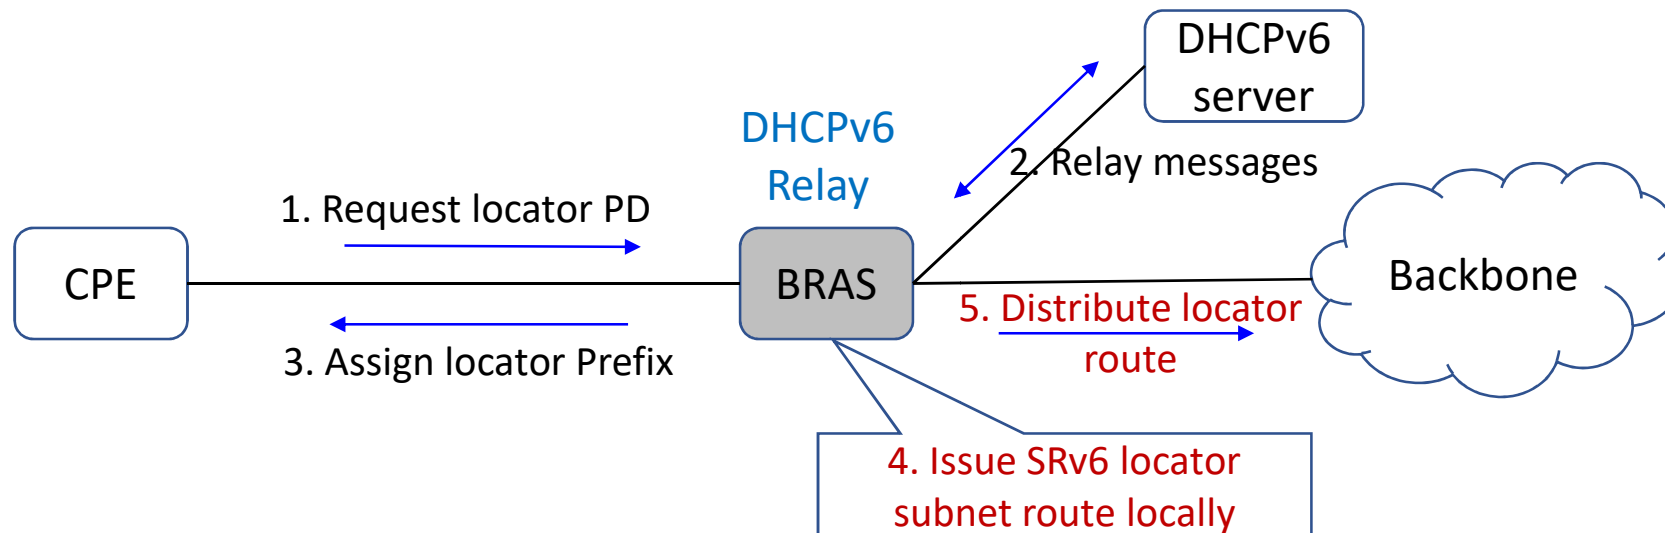 DHCPv6
server
DHCPv6
Relay
2. Relay messages
1. Request locator PD
CPE
BRAS
Backbone
5. Distribute locator
route
3. Assign locator Prefix
4. Issue SRv6 locator
subnet route locally